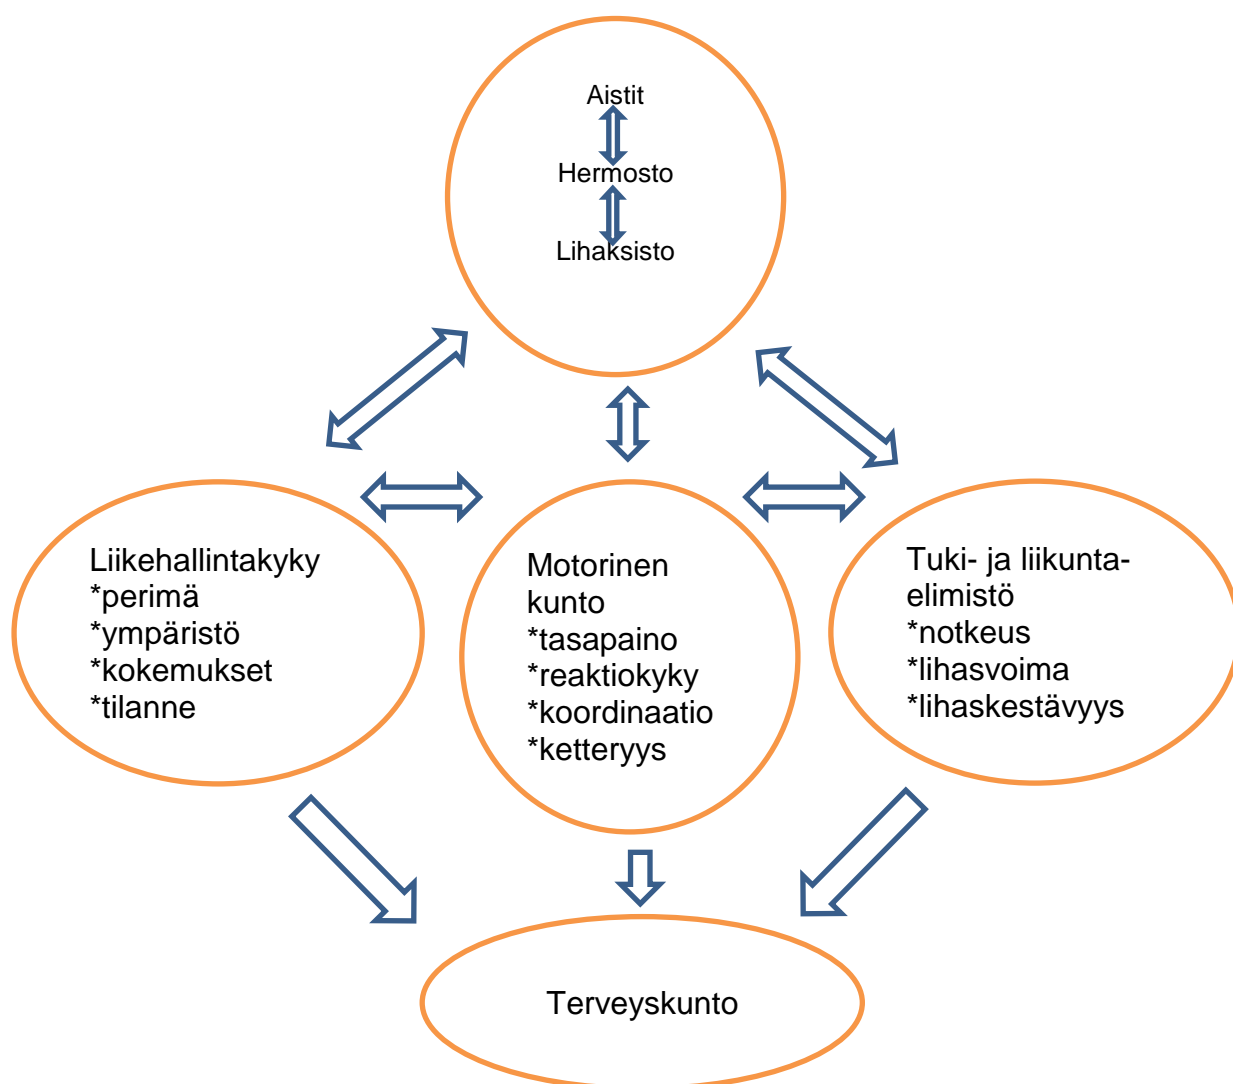 Aistit
Hermosto
Lihaksisto
Liikehallintakyky
*perimä
*ympäristö
*kokemukset
*tilanne
Motorinen
kunto
*tasapaino
*reaktiokyky
*koordinaatio
*ketteryys
Tuki- ja liikunta-
elimistö
*notkeus
*lihasvoima
*lihaskestävyys
Terveyskunto